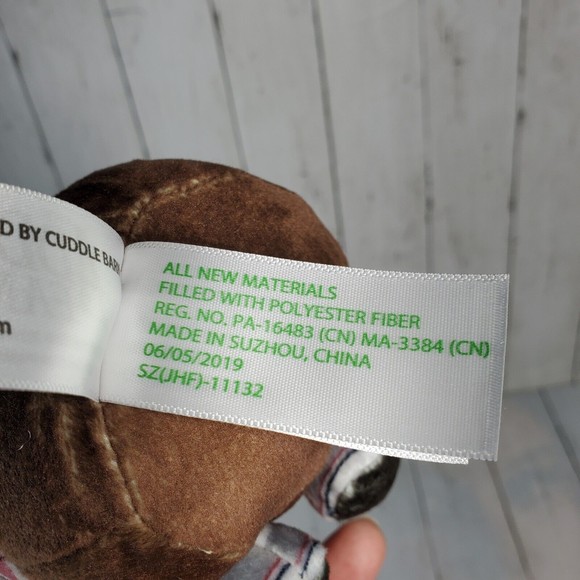 D BY CUDDLE BAR
m
ALL NEW MATERIALS
FILLED WITH POLYESTER FIBER
REG. NO. PA-16483 (CN) MA-3384 (CN)
MADE IN SUZHOU, CHINA
06/05/2019
SZ(JHF)-11132